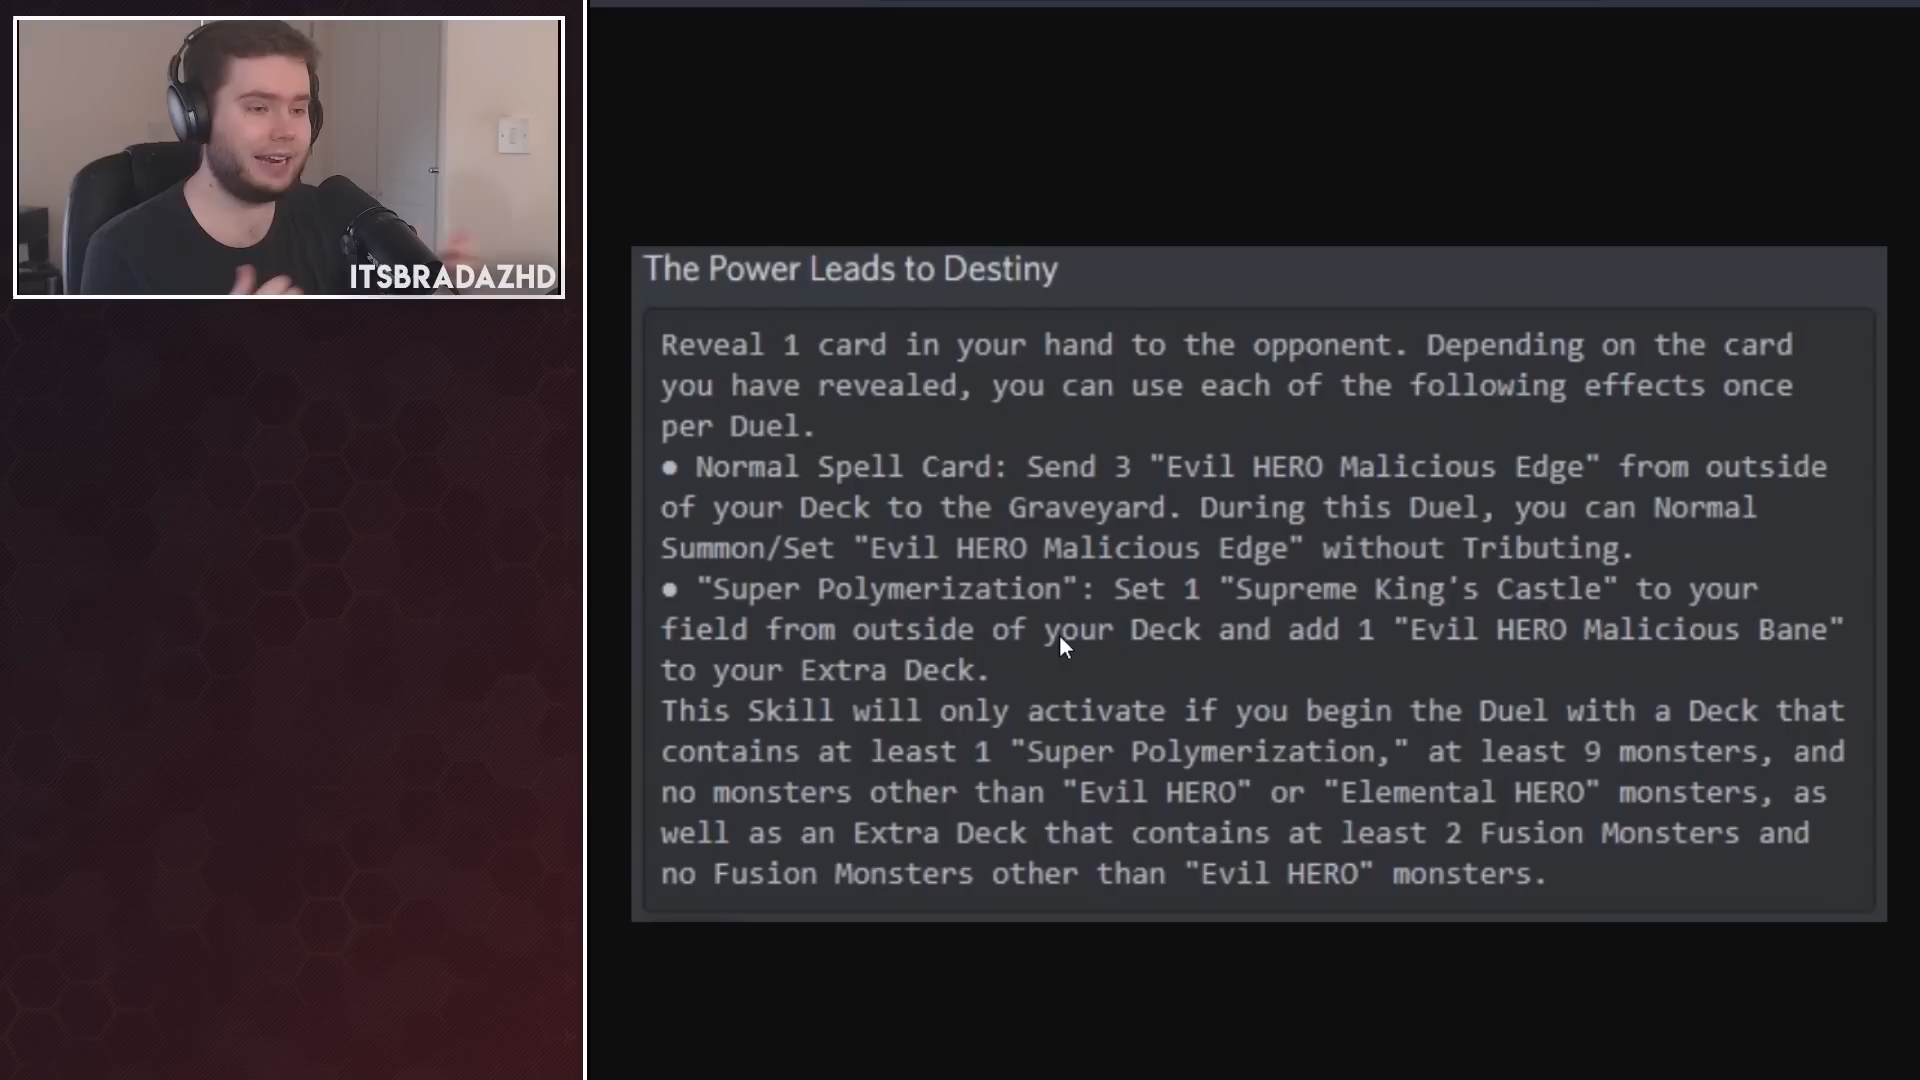 ITSBRADAZHD
The Power Leads to Destiny
Reveal 1 card in your hand to the opponent. Depending on the card
you have revealed, you can use each of the following effects once
per Duel.
● Normal Spell Card: Send 3 "Evil HERO Malicious Edge" from outside
of your Deck to the Graveyard. During this Duel, you can Normal
Summon/Set "Evil HERO Malicious Edge" without Tributing.
● "Super Polymerization": Set 1 "Supreme King's Castle" to your
field from outside of your Deck and add 1 "Evil HERO Malicious Bane"
to your Extra Deck.
This Skill will only activate if you begin the Duel with a Deck that
contains at least 1 "Super Polymerization," at least 9 monsters, and
no monsters other than "Evil HERO" or "Elemental HERO" monsters, as
well as an Extra Deck that contains at least 2 Fusion Monsters and
no Fusion Monsters other than "Evil HERO" monsters.